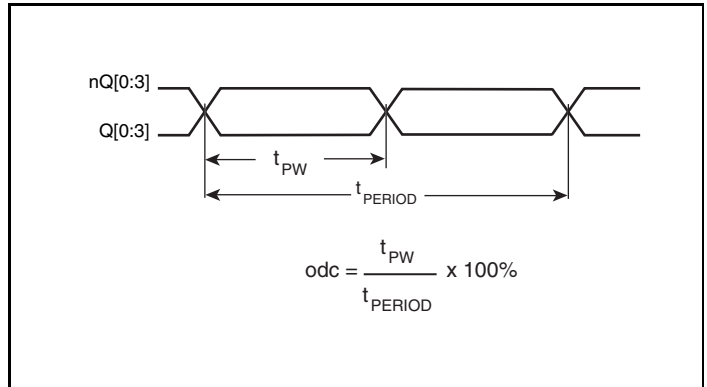 nQ[0:3]
Q[0:3]
tPW
tPERIOD
odc = tPW / tPERIOD x 100%